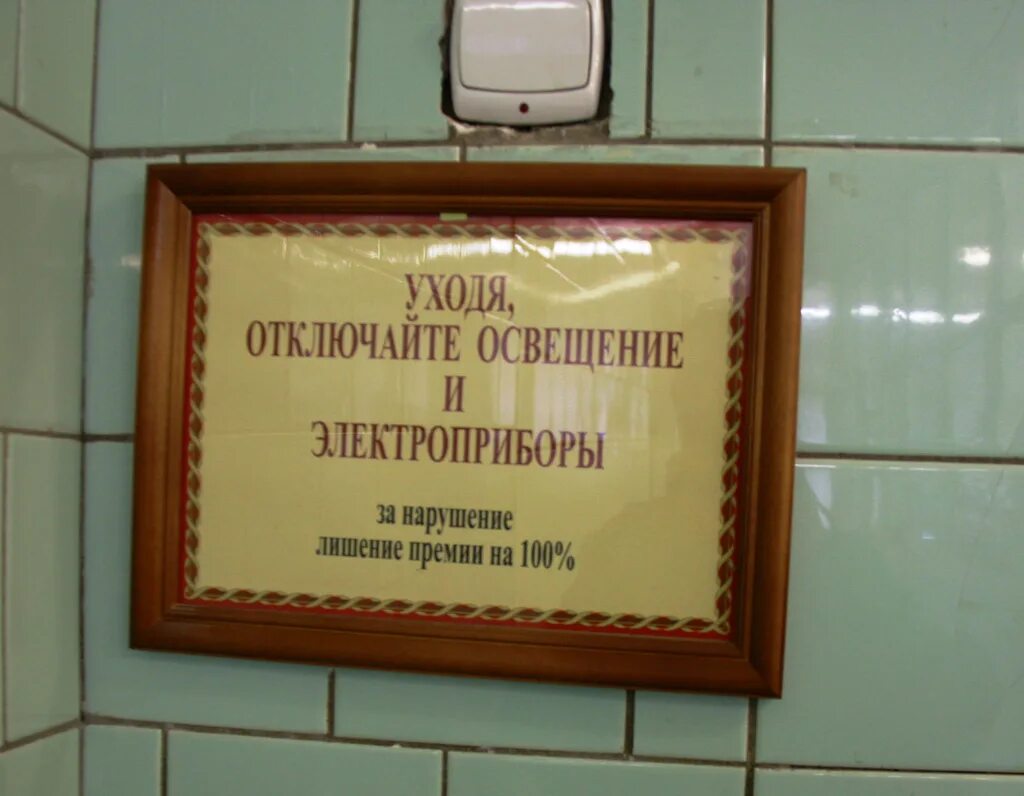 УХОДЯ,
ОТКЛЮЧАЙТЕ ОСВЕЩЕНИЕ
И
ЭЛЕКТРОПРИБОРЫ
за нарушение
лишение премии на 100%